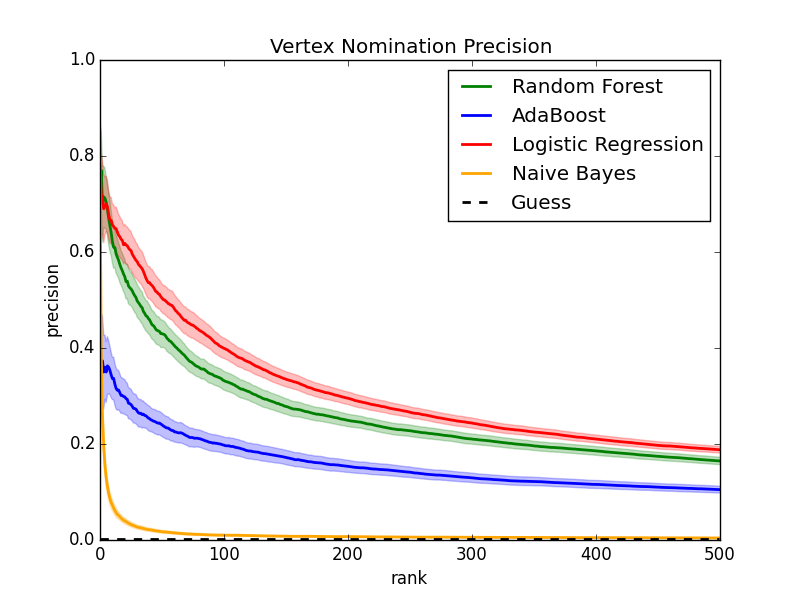 Vertex Nomination Precision
1.0
0.8
0.6
0.4
0.2
0.0
precision
Random Forest
AdaBoost
Logistic Regression
Naive Bayes
Guess
0 100 200 300 400 500
rank